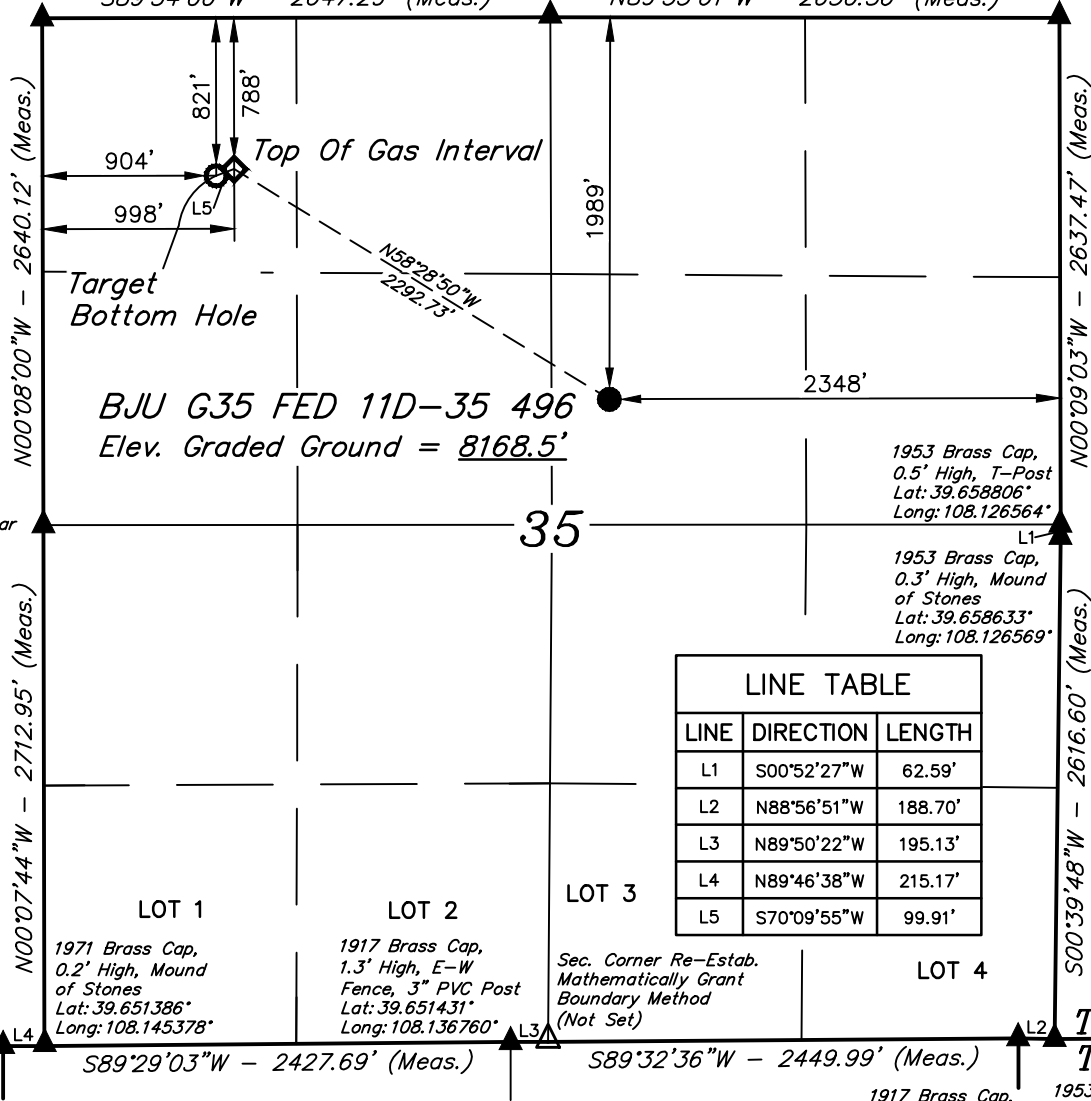 821'
788'
Top Of Gas Interval
904'
998'
L5
Target
Bottom Hole
N58°28'50"W
2292.73'
1989'
2348'
BJU G35 FED 11D-35 496
Elev. Graded Ground = 8168.5'
N00°08'00"W - 2640.12' (Meas.)
N00°09'03"W - 2637.47' (Meas.)
1953 Brass Cap,
0.5' High, T-Post
Lat: 39.658806°
Long: 108.126564°
35
L1
1953 Brass Cap,
0.3' High, Mound
of Stones
Lat: 39.658633°
Long: 108.126569°
N00°07'44"W - 2712.95' (Meas.)
S00°39'48"W - 2616.60' (Meas.)
LINE TABLE
LINE DIRECTION LENGTH
L1 S00°52'27"W 62.59'
L2 N88°56'51"W 188.70'
L3 N89°50'22"W 195.13'
L4 N89°46'38"W 215.17'
L5 S70°09'55"W 99.91'
LOT 1
LOT 2
LOT 3
LOT 4
1971 Brass Cap,
0.2' High, Mound
of Stones
Lat: 39.651386°
Long: 108.145378°
1917 Brass Cap,
1.3' High, E-W
Fence, 3" PVC Post
Lat: 39.651431°
Long: 108.136760°
Sec. Corner Re-Estab.
Mathematically Grant
Boundary Method
(Not Set)
L4
L3
L2
T
S89°29'03"W - 2427.69' (Meas.)
S89°32'36"W - 2449.99' (Meas.)
T
1917 Brass Cap,
1953